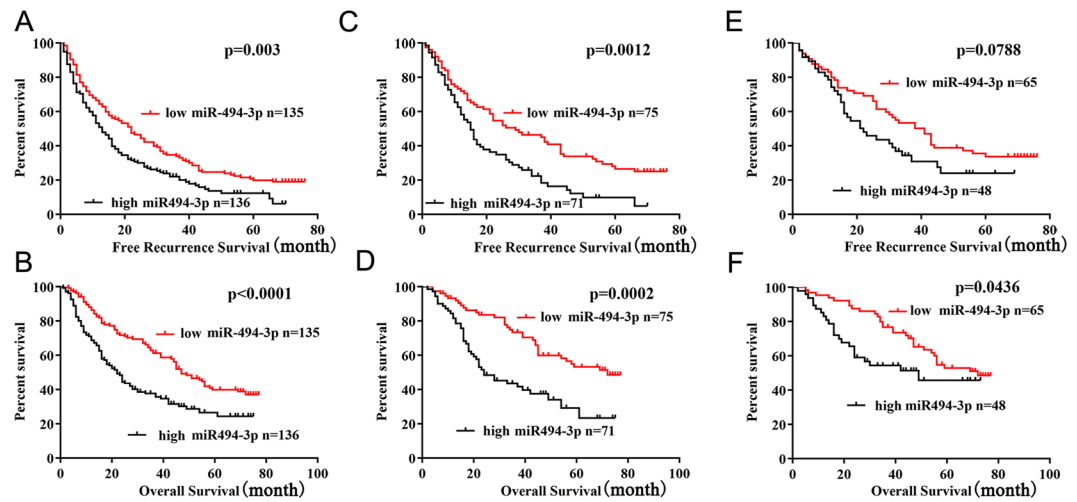 A
p=0.003
100
80
60
40
20
0
Percent survival
low miR-494-3p n=135
high miR494-3p n=136
0 20 40 60 80
Free Recurrence Survival (month)
C
p=0.0012
100
80
60
40
20
0
Percent survival
low miR-494-3p n=75
high miR494-3p n=71
0 20 40 60 80
Free Recurrence Survival (month)
E
p=0.0788
100
80
60
40
20
0
Percent survival
low miR-494-3p n=65
high miR494-3p n=48
0 20 40 60 80
Free Recurrence Survival (month)
B
p<0.0001
100
80
60
40
20
0
Percent survival
low miR-494-3p n=135
high miR494-3p n=136
0 20 40 60 80 100
Overall Survival (month)
D
p=0.0002
100
80
60
40
20
0
Percent survival
low miR-494-3p n=75
high miR494-3p n=71
0 20 40 60 80 100
Overall Survival (month)
F
p=0.0436
100
80
60
40
20
0
Percent survival
low miR-494-3p n=65
high miR494-3p n=48
0 20 40 60 80 100
Overall Survival (month)